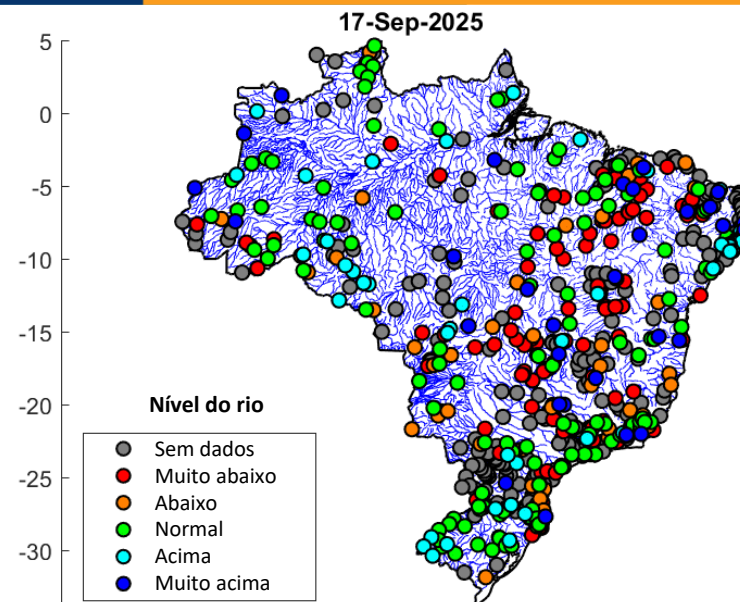 17-Sep-2025
5
0
-5
-10
-15
-20
-25
-30
Nível do rio
Sem dados
Muito abaixo
Abaixo
Normal
Acima
Muito acima